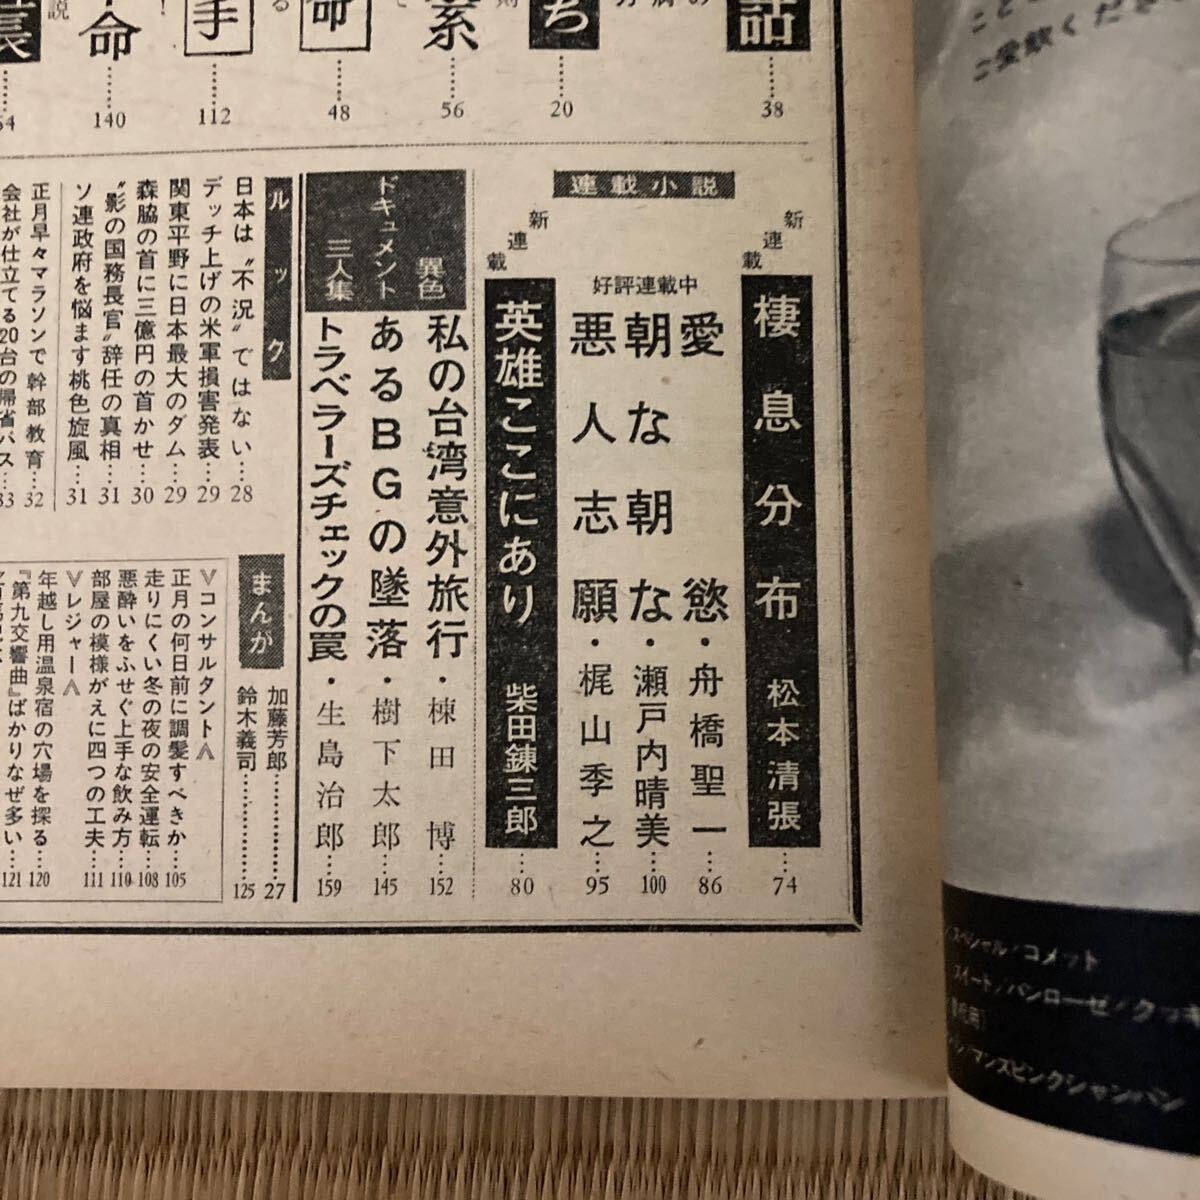 話
38
ち
20
素
56
命
48
手
112
命
140
社長
64
連載小説
新連載
棲息分布
松本清張
74
好評連載中
愛慾・舟橋聖一
86
朝な朝な・瀬戸内晴美
100
悪人志願・梶山季之
95
新連載
英雄ここにあり
柴田錬三郎
80
異色
ドキュメント
三人集
私の台湾意外旅行・棟田博
152
あるBGの墜落・樹下太郎
145
トラベラーズチェックの罠・生島治郎
159
ルック
日本は〝不況〟ではない…28
デッチ上げの米軍損害発表…29
関東平野に日本最大のダム…29
森脇の首に三億円の首かせ…30
〝影の国務長官〟辞任の真相…31
ソ連政府を悩ます桃色旋風…31
正月早々マラソンで幹部教育…32
会社が仕立てる20台の帰省バス…33
まんが
加藤芳郎…27
鈴木義司…125
≫コンサルタント≪
正月の何日前に調髪すべきか…105
走りにくい冬の夜の安全運転…108
悪酔いをふせぐ上手な飲み方…110
部屋の模様がえに四つの工夫…111
≫レジャー≪
年越し用温泉宿の穴場を探る…120
『第九交響曲』ばかりなぜ多い…121
ご愛飲ください
スペシャル/コメット
スイート/バンローゼ/クッキ
マンズピンクシャンパン